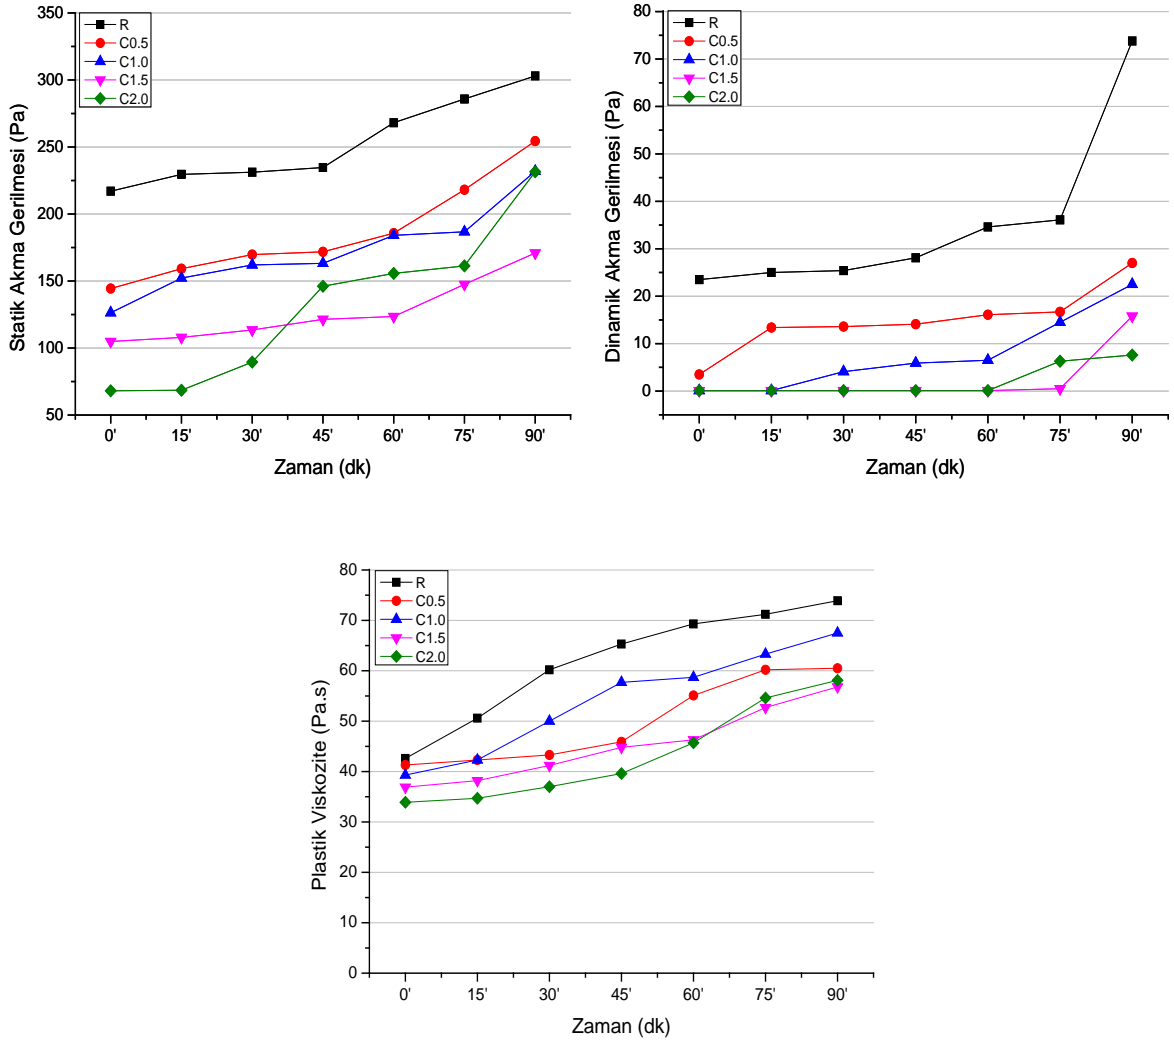 350
300
250
200
150
100
50
Statik Akma Gerilmesi (Pa)
R
C0.5
C1.0
C1.5
C2.0
0' 15' 30' 45' 60' 75' 90'
Zaman (dk)
80
70
60
50
40
30
20
10
0
Dinamik Akma Gerilmesi (Pa)
R
C0.5
C1.0
C1.5
C2.0
0' 15' 30' 45' 60' 75' 90'
Zaman (dk)
80
70
60
50
40
30
20
10
0
Plastik Viskozite (Pa.s)
R
C0.5
C1.0
C1.5
C2.0
0' 15' 30' 45' 60' 75' 90'
Zaman (dk)